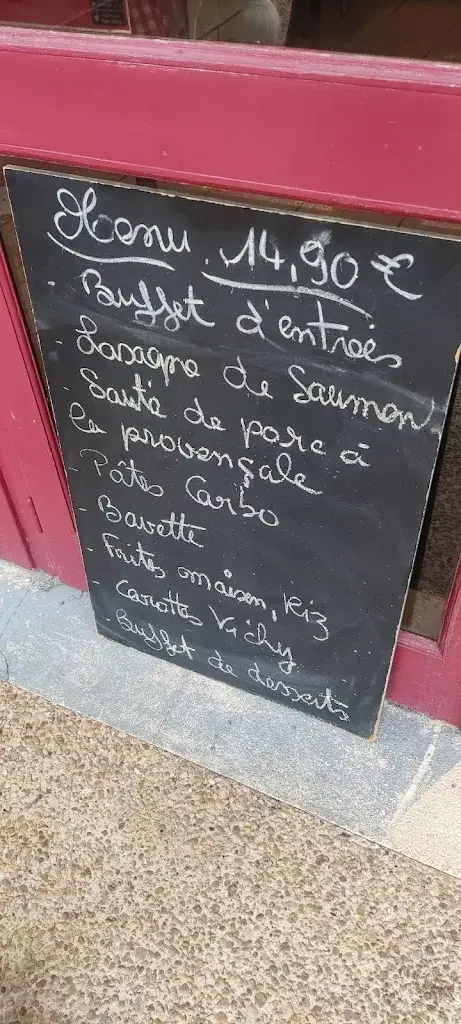 Menu . 14,90 €
- Buffet d'entrées
- Lasagne de Saumon
- Sauté de porc à
la provençale
- Pâtes Carbo
- Bavette
- Frites maison, Riz
- Carottes Vichy
- Buffet de desserts